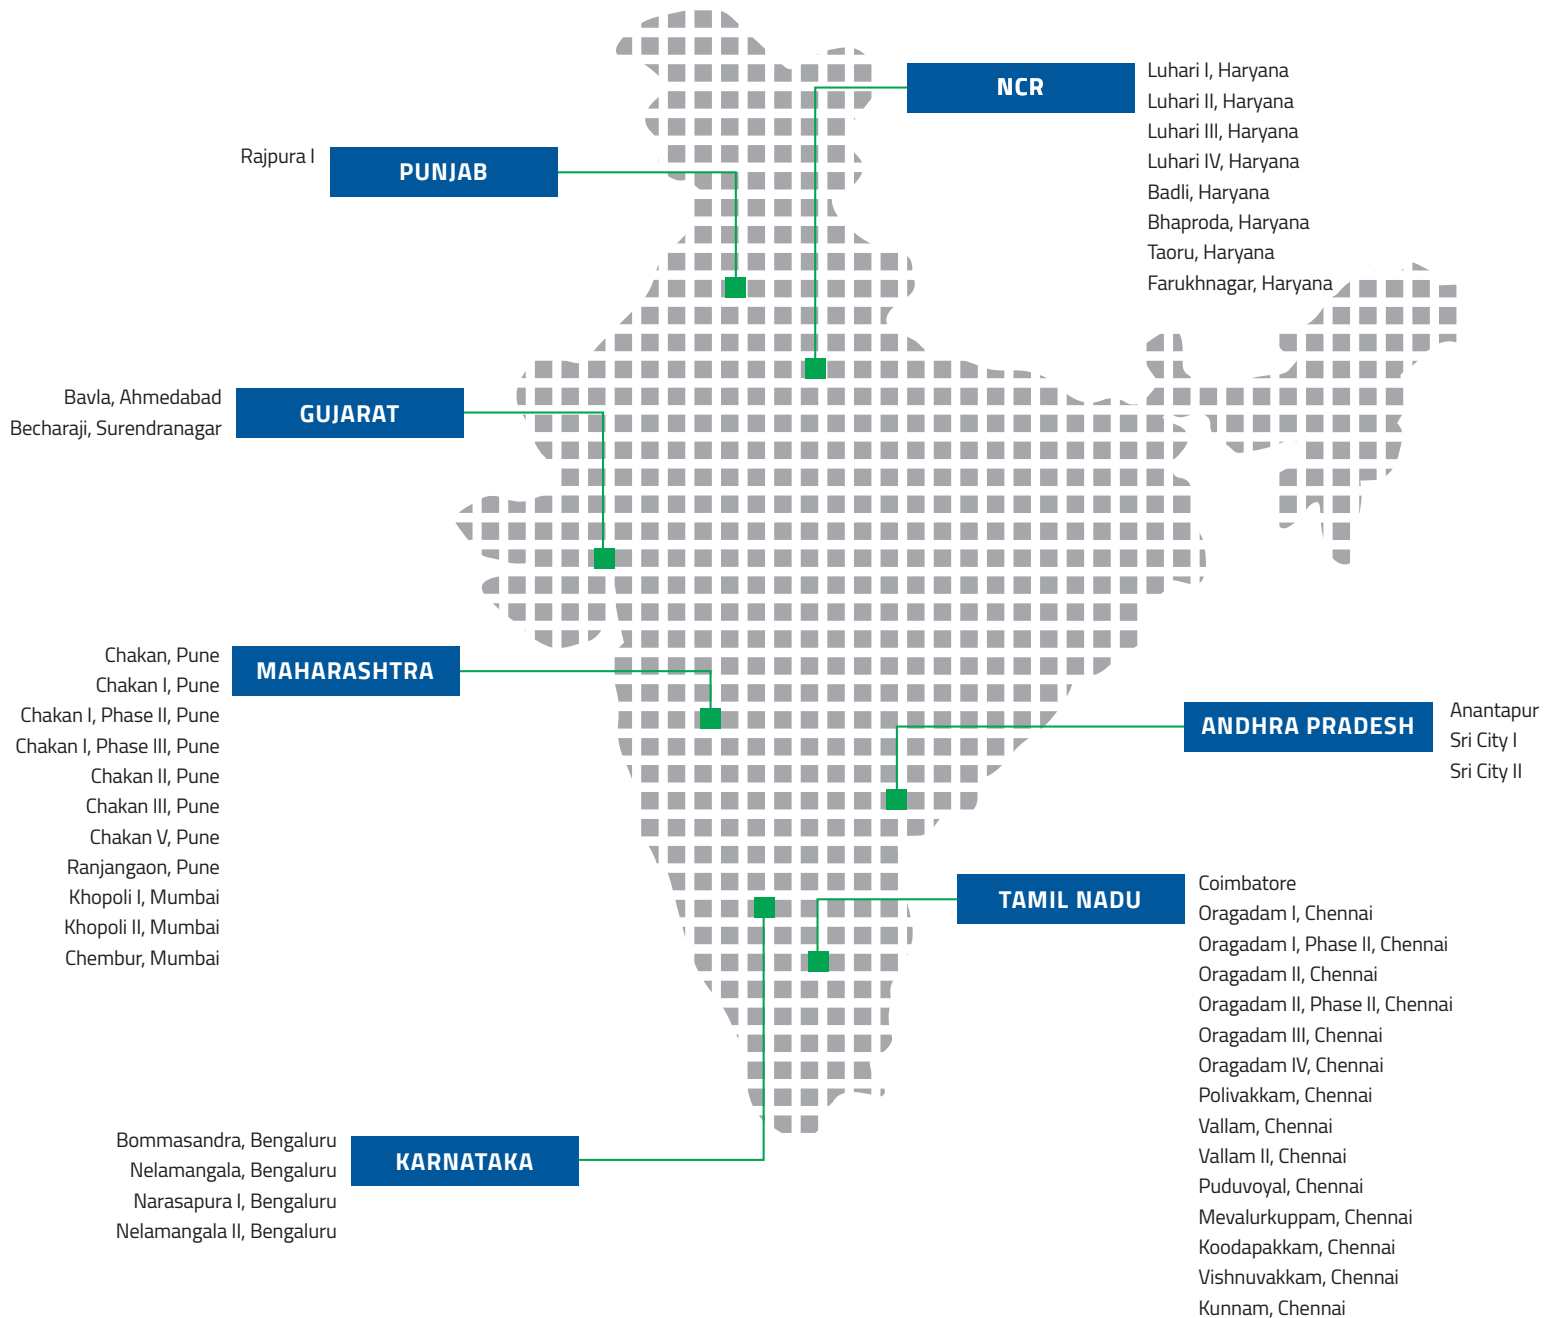 NCR
Luhari I, Haryana
Luhari II, Haryana
Luhari III, Haryana
Luhari IV, Haryana
Badli, Haryana
Bhaproda, Haryana
Taoru, Haryana
Farukhnagar, Haryana
Rajpura I
PUNJAB
Bavla, Ahmedabad
Becharaji, Surendranagar
GUJARAT
Chakan, Pune
Chakan I, Pune
Chakan I, Phase II, Pune
Chakan I, Phase III, Pune
Chakan II, Pune
Chakan III, Pune
Chakan V, Pune
Ranjangaon, Pune
Khopoli I, Mumbai
Khopoli II, Mumbai
Chembur, Mumbai
MAHARASHTRA
ANDHRA PRADESH
Anantapur
Sri City I
Sri City II
TAMIL NADU
Coimbatore
Oragadam I, Chennai
Oragadam I, Phase II, Chennai
Oragadam II, Chennai
Oragadam II, Phase II, Chennai
Oragadam III, Chennai
Oragadam IV, Chennai
Polivakkam, Chennai
Vallam, Chennai
Vallam II, Chennai
Puduvoyal, Chennai
Mevalurkuppam, Chennai
Koodapakkam, Chennai
Vishnuvakkam, Chennai
Kunnam, Chennai
Bommasandra, Bengaluru
Nelamangala, Bengaluru
Narasapura I, Bengaluru
Nelamangala II, Bengaluru
KARNATAKA